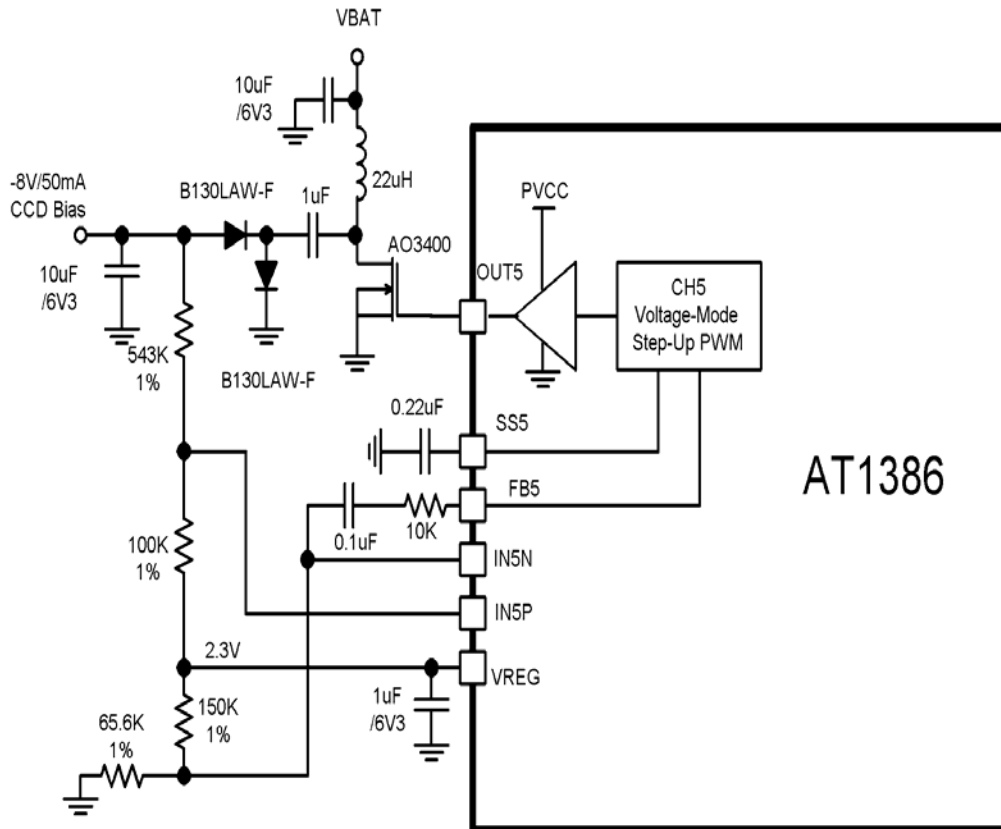 VBAT
10uF
/6V3
22uH
-8V/50mA
CCD Bias
B130LAW-F
1uF
AO3400
PVCC
OUT5
CH5
Voltage-Mode
Step-Up PWM
10uF
/6V3
543K
1%
B130LAW-F
0.22uF
SS5
FB5
10K
0.1uF
AT1386
100K
1%
IN5N
IN5P
2.3V
VREG
1uF
/6V3
150K
1%
65.6K
1%